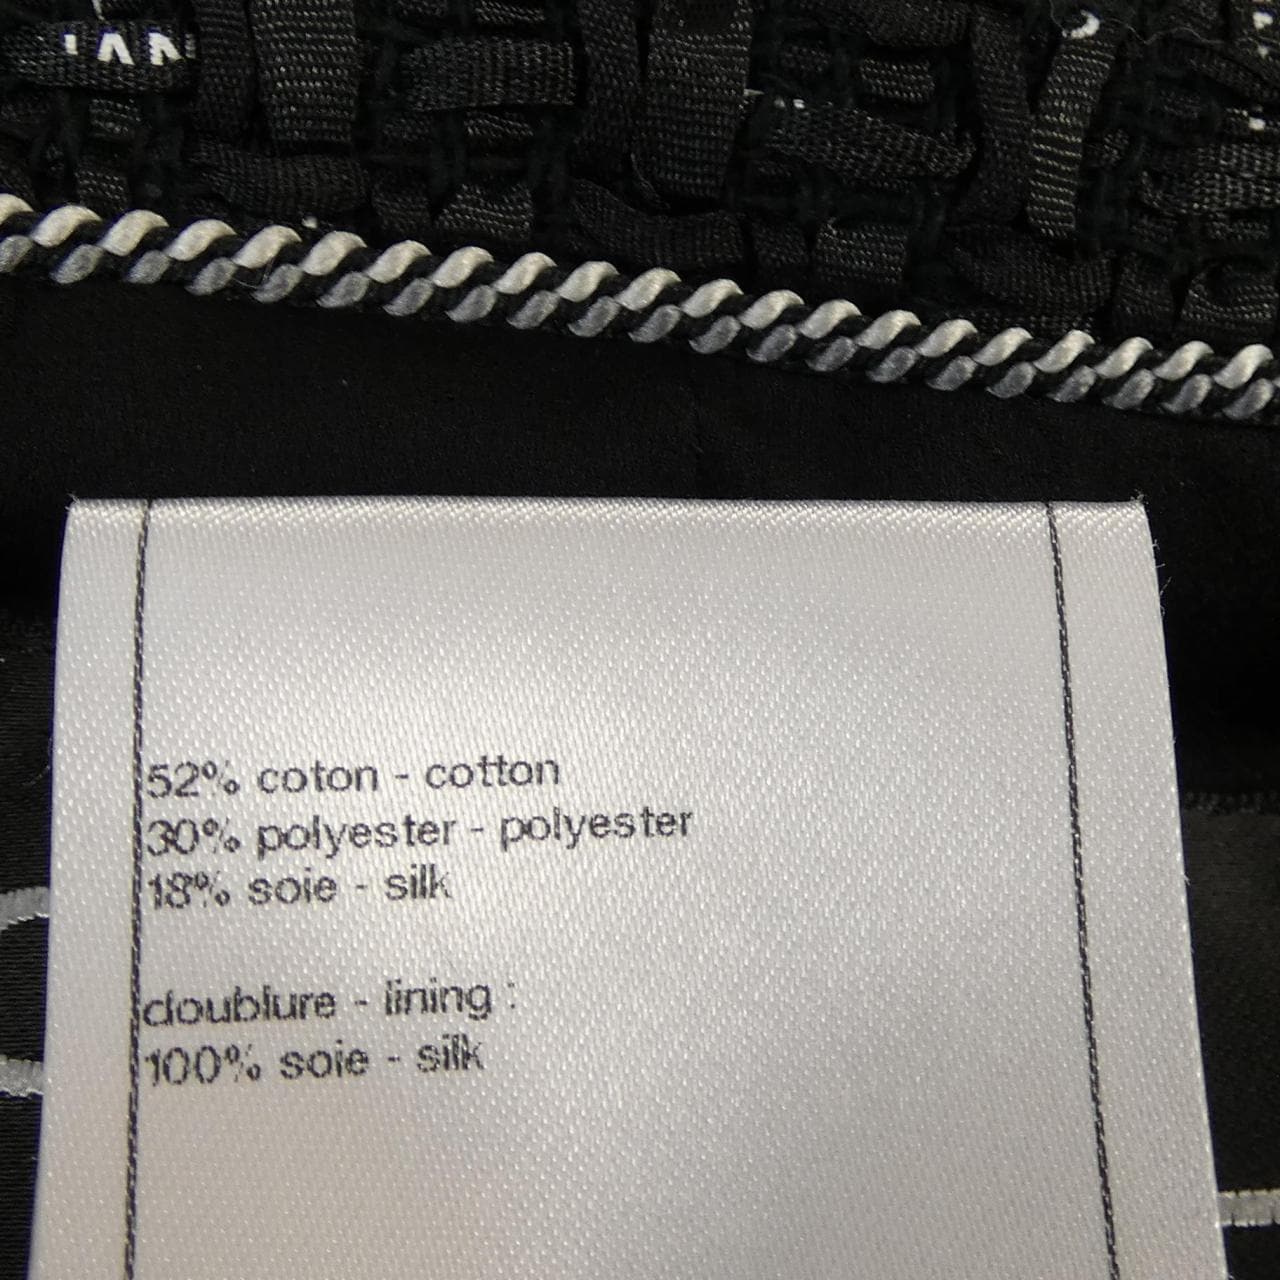 52% coton - cotton
30% polyester - polyester
18% soie - silk
doublure - lining :
100% soie - silk